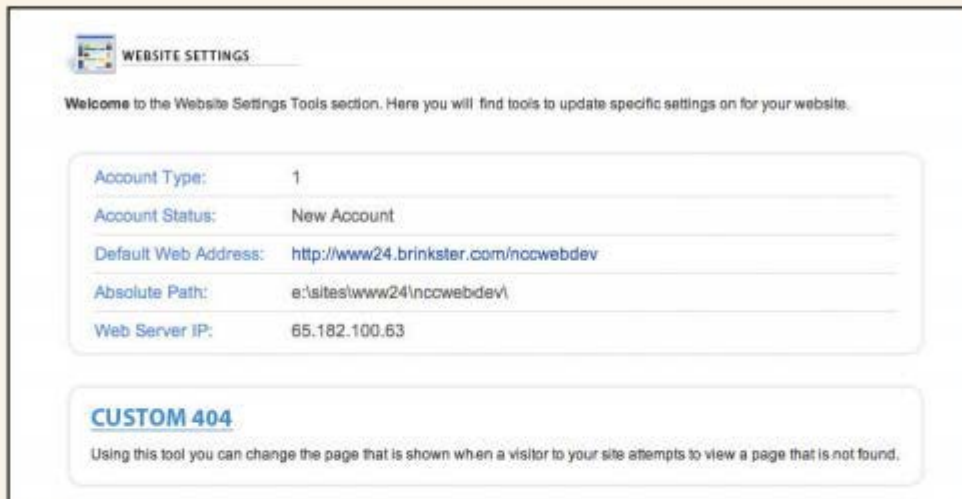 WEBSITE SETTINGS
Welcome to the Website Settings Tools section. Here you will find tools to update specific settings on for your website.
Account Type: 1
Account Status: New Account
Default Web Address: http://www24.brinkster.com/nccwebdev
Absolute Path: e:\sites\www24\nccwebdev\
Web Server IP: 65.182.100.63
CUSTOM 404
Using this tool you can change the page that is shown when a visitor to your site attempts to view a page that is not found.